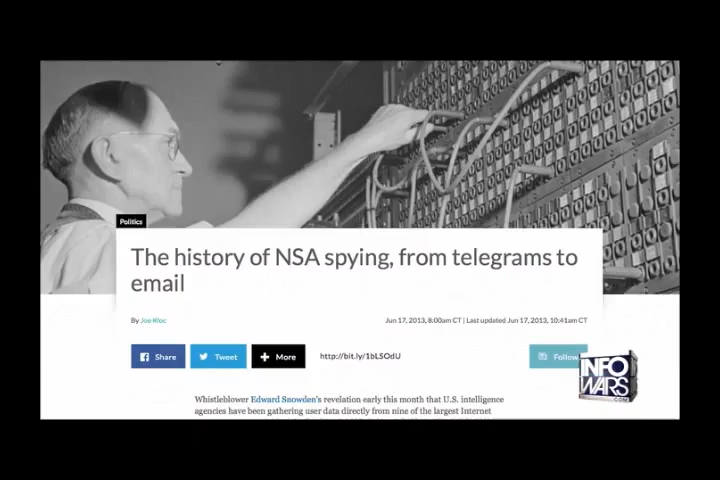 Politics
The history of NSA spying, from telegrams to
email
By Joe Kloc
Jun 17, 2013, 8:00am CT | Last updated Jun 17, 2013, 10:41am CT
Share
Tweet
More
http://bit.ly/1bLSOdU
Follow
INFO
WARS
.COM
Whistleblower Edward Snowden's revelation early this month that U.S. intelligence
agencies have been gathering user data directly from nine of the largest Internet